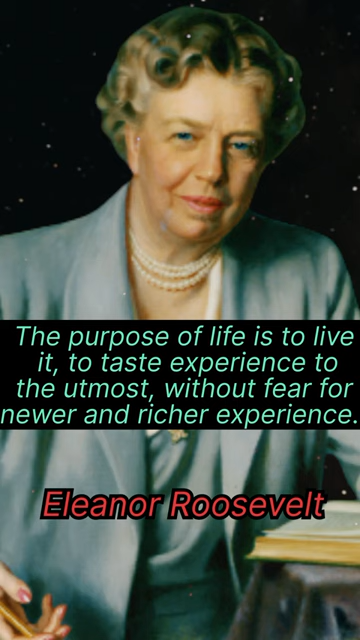 The purpose of life is to live
it, to taste experience to
the utmost, without fear for
newer and richer experience.
Eleanor Roosevelt